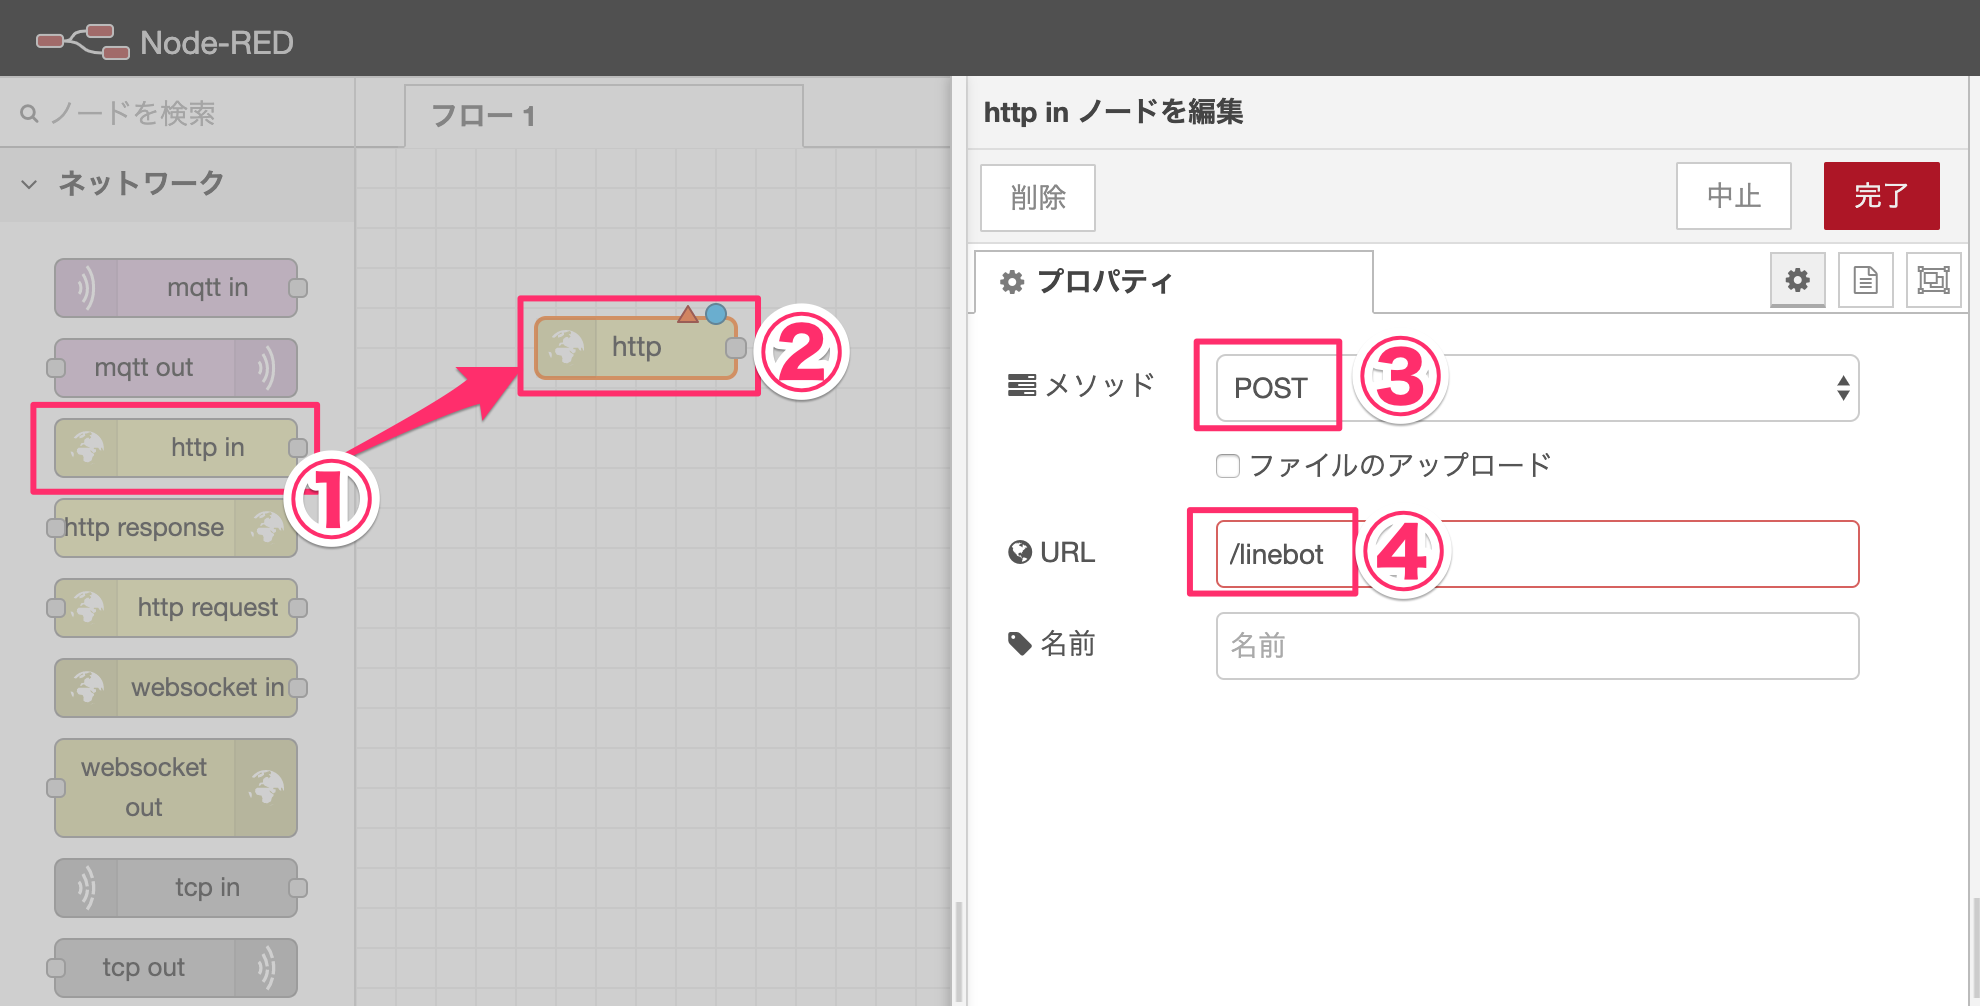 Node-RED
ノードを検索
フロー 1
ネットワーク
mqtt in
mqtt out
http in
http response
http request
websocket in
websocket
out
tcp in
tcp out
①
http
②
http in ノードを編集
削除
中止
完了
プロパティ
メソッド
POST
③
ファイルのアップロード
URL
/linebot
④
名前
名前